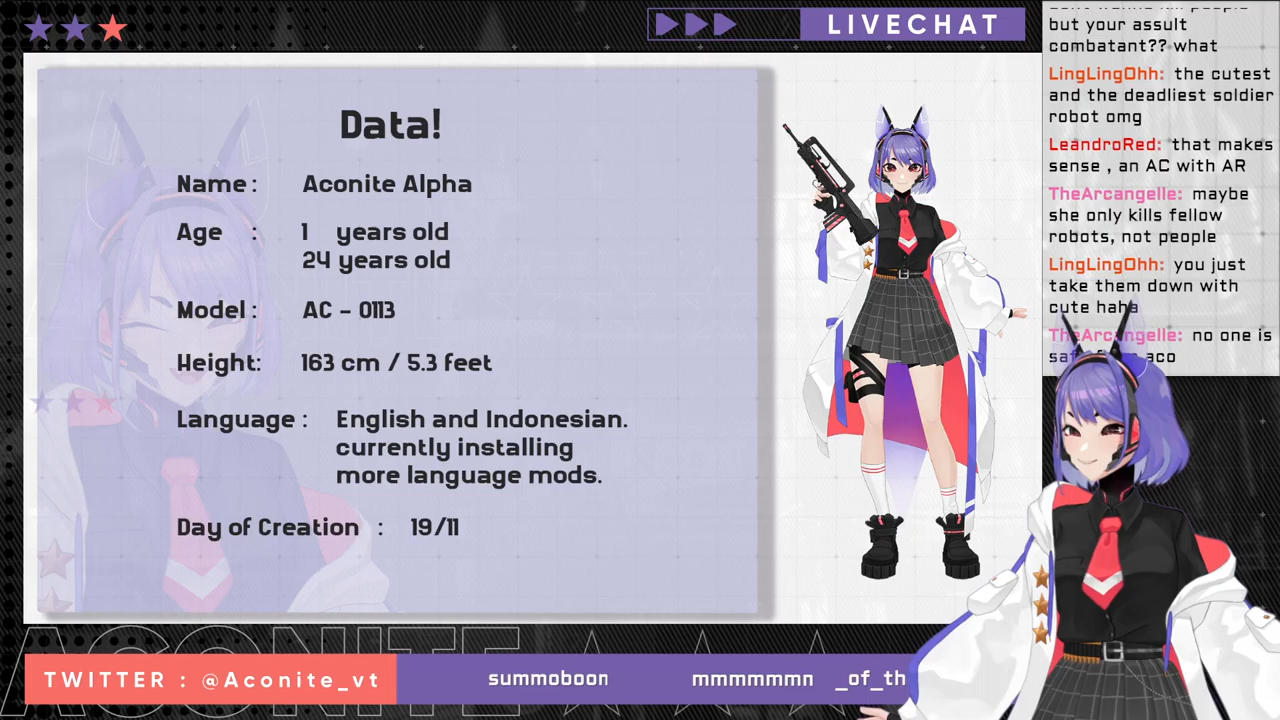 LIVECHAT
Data!
Name : Aconite Alpha
Age : 1 years old
24 years old
Model : AC - 0113
Height: 163 cm / 5.3 feet
Language : English and Indonesian.
currently installing
more language mods.
Day of Creation : 19/11
but your assult
combatant?? what
LingLingOhh: the cutest
and the deadliest soldier
robot omg
LeandroRed: that makes
sense , an AC with AR
TheArcangelle: maybe
she only kills fellow
robots, not people
LingLingOhh: you just
take them down with
cute haha
TheArcangelle: no one is
aco
ACONITE
TWITTER : @Aconite_vt
summoboon mmmmmmn _of_th